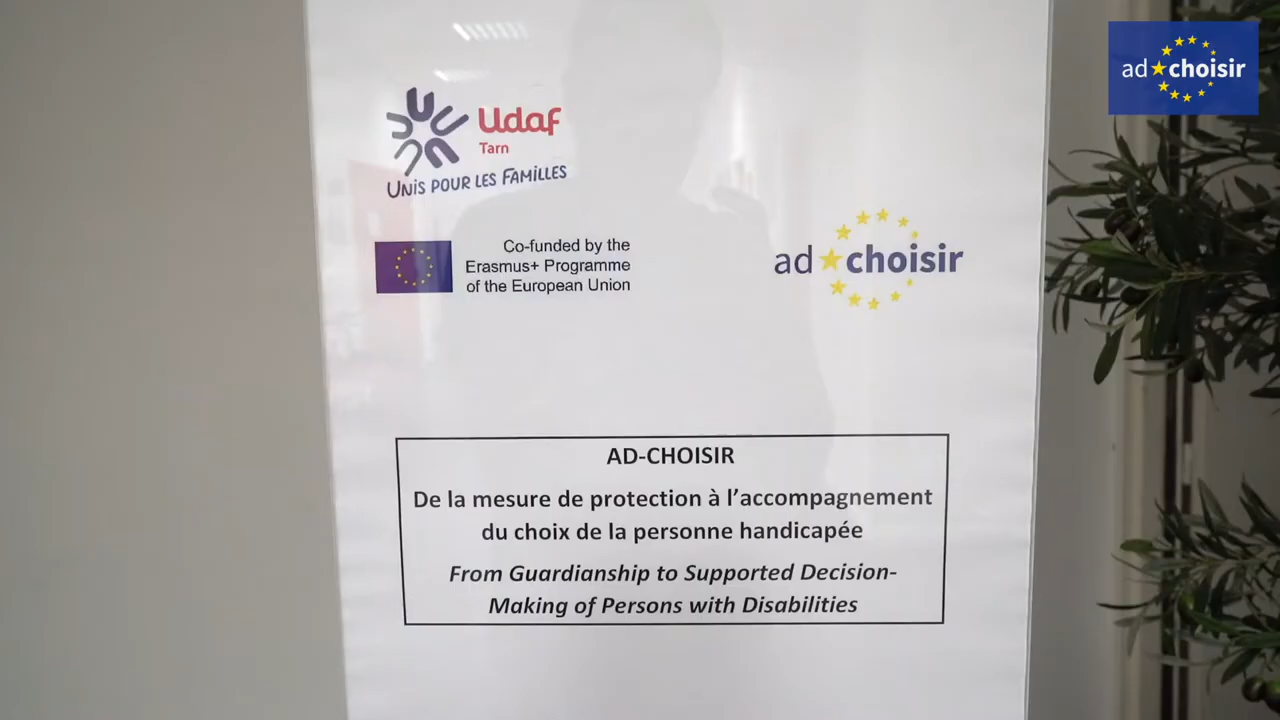 ad choisir
Udaf
Tarn
UNIS POUR LES FAMILLES
Co-funded by the
Erasmus+ Programme
of the European Union
ad choisir
AD-CHOISIR
De la mesure de protection à l'accompagnement
du choix de la personne handicapée
From Guardianship to Supported Decision-
Making of Persons with Disabilities